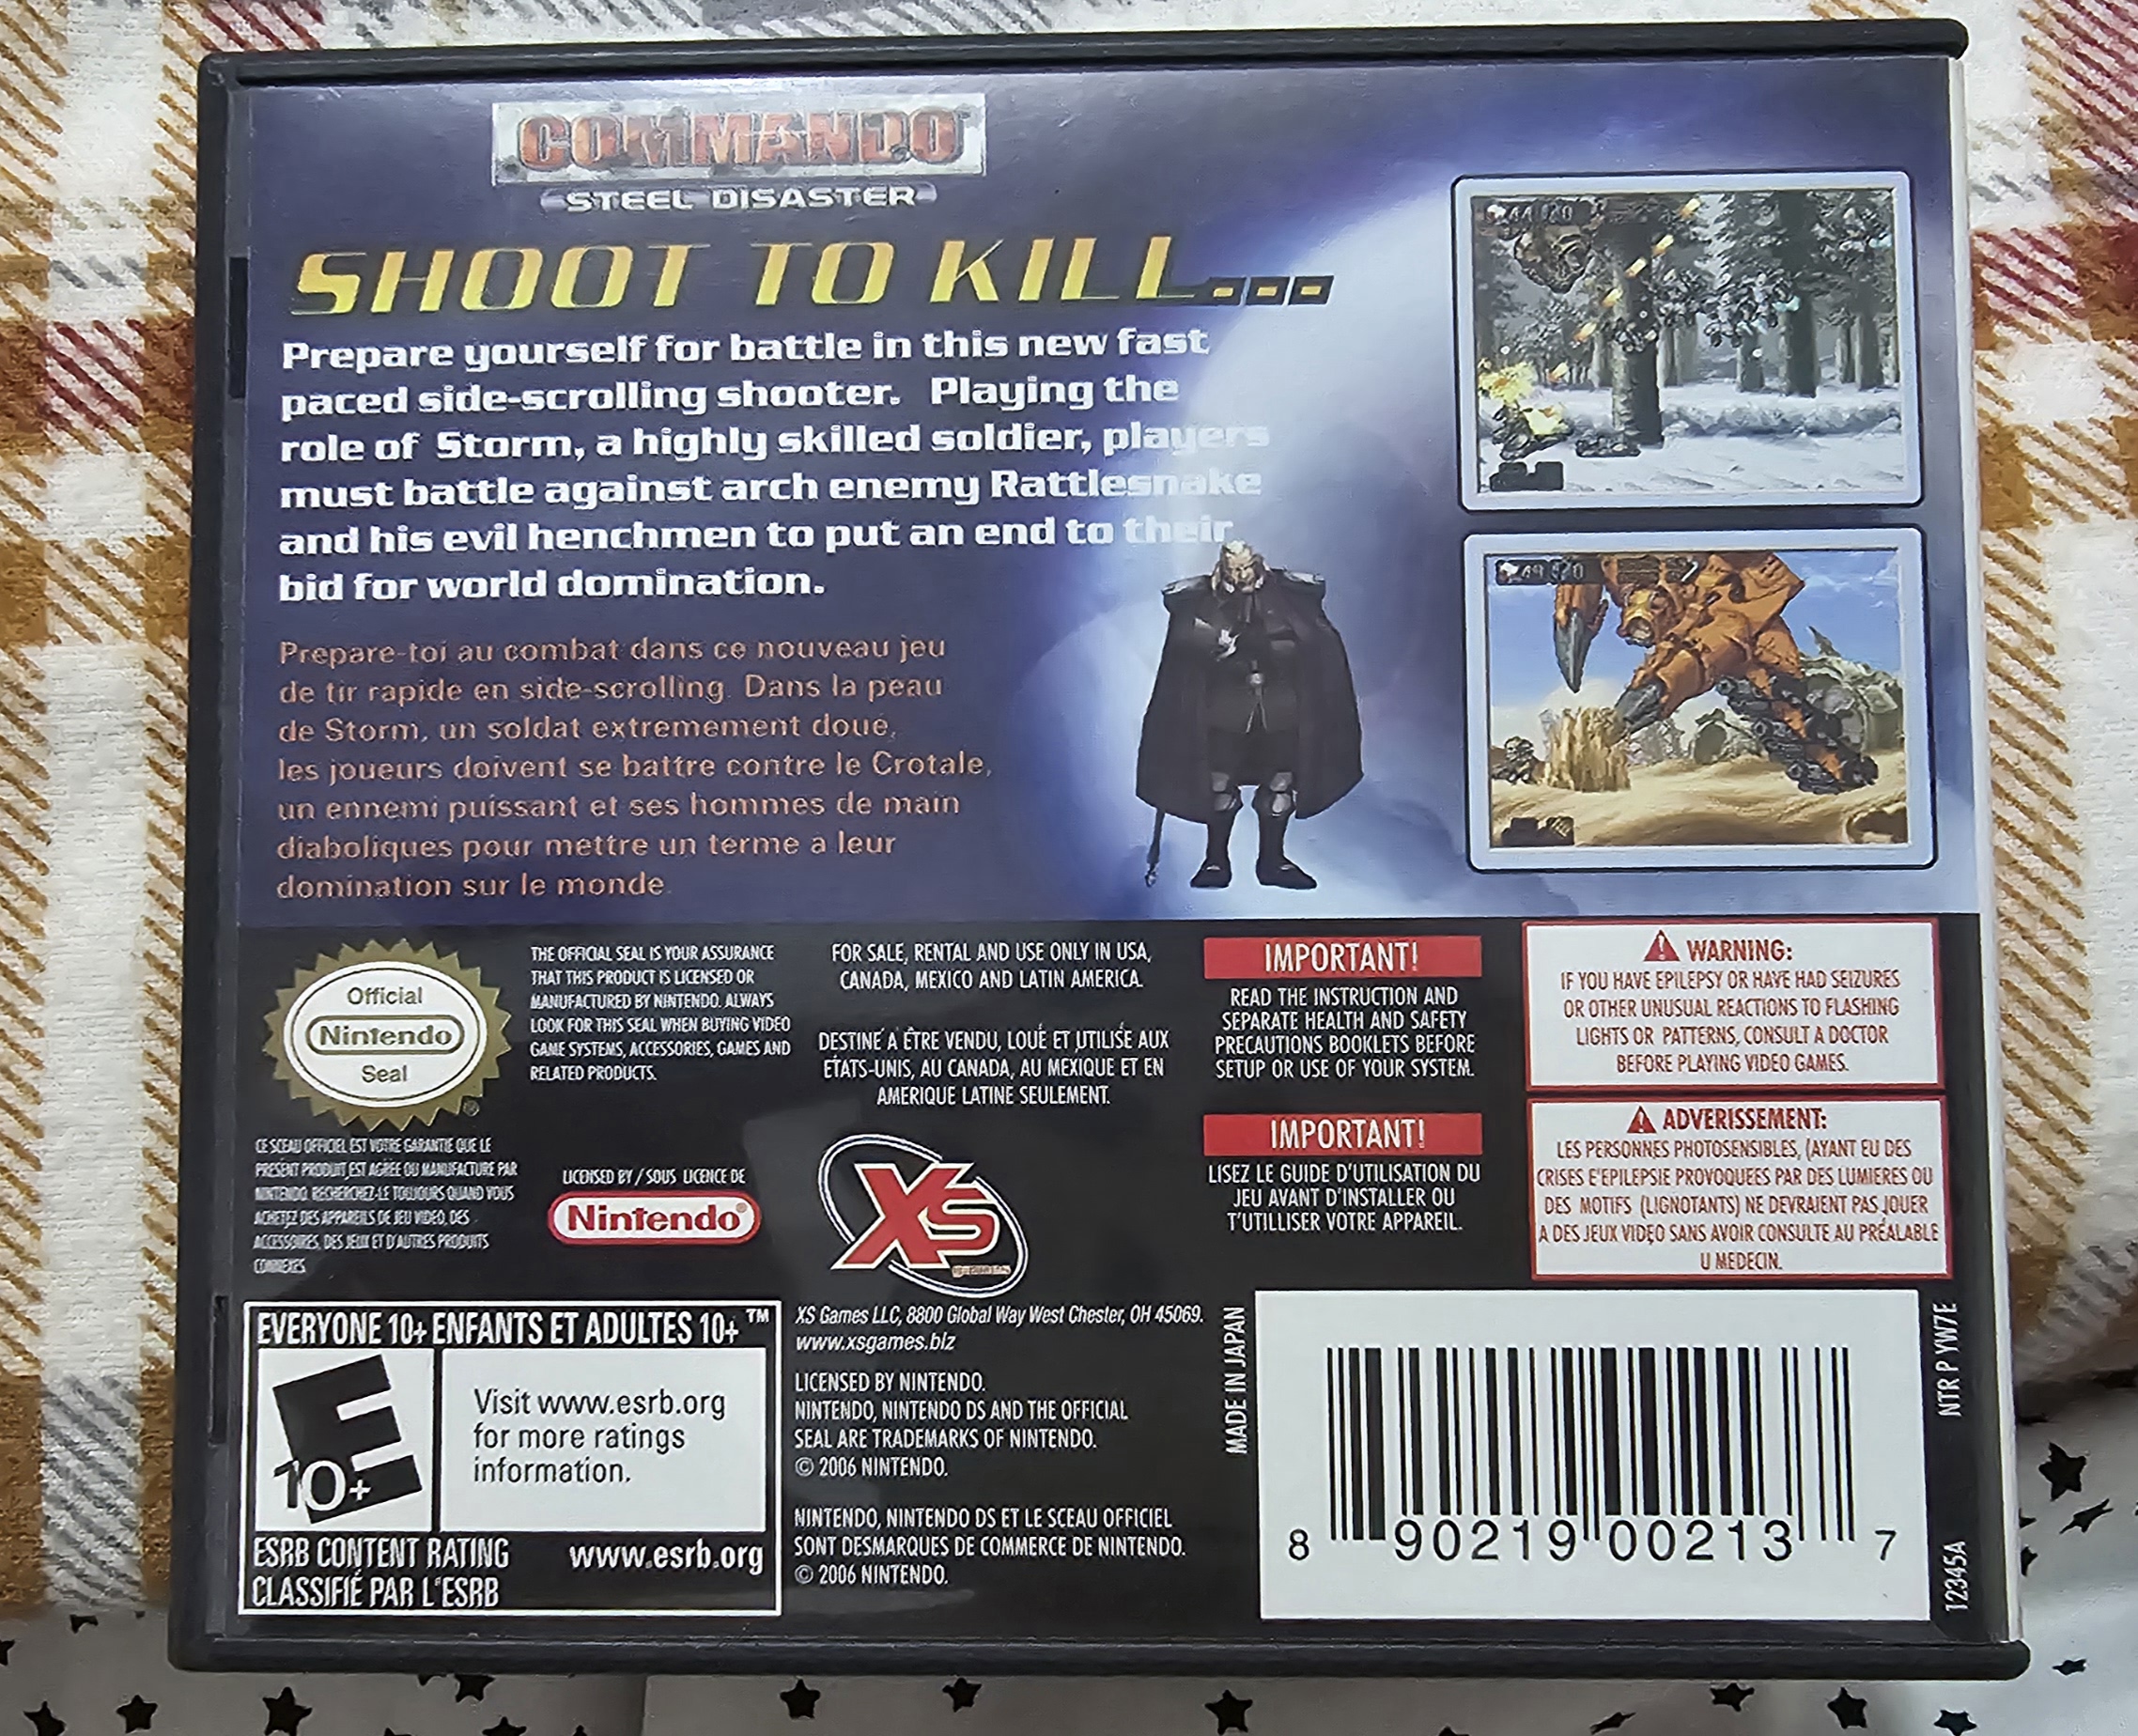 COMMANDO
STEEL DISASTER
SHOOT TO KILL...
Prepare yourself for battle in this new fast
paced side-scrolling shooter. Playing the
role of Storm, a highly skilled soldier, players
must battle against arch enemy Rattlesnake
and his evil henchmen to put an end to their
bid for world domination.
Prepare-toi au combat dans ce nouveau jeu
de tir rapide en side-scrolling. Dans la peau
de Storm, un soldat extremement doué,
les joueurs doivent se battre contre le Crotale,
un ennemi puissant et ses hommes de main
diaboliques pour mettre un terme a leur
domination sur le monde.
Official
Nintendo
Seal
®
THE OFFICIAL SEAL IS YOUR ASSURANCE
THAT THIS PRODUCT IS LICENSED OR
MANUFACTURED BY NINTENDO. ALWAYS
LOOK FOR THIS SEAL WHEN BUYING VIDEO
GAME SYSTEMS, ACCESSORIES, GAMES AND
RELATED PRODUCTS.
CE SCEAU OFFICIEL EST VOTRE GARANTIE QUE LE
PRESENT PRODUIT EST AGREE OU MANUFACTURE PAR
NINTENDO. RECHERCHEZ-LE TOUJOURS QUAND VOUS
ACHETEZ DES APPAREILS DE JEU VIDEO, DES
ACCESSOIRES, DES JEUX ET D'AUTRES PRODUITS
CONNEXES.
FOR SALE, RENTAL AND USE ONLY IN USA,
CANADA, MEXICO AND LATIN AMERICA.
DESTINÉ A ÊTRE VENDU, LOUÉ ET UTILISÉ AUX
ÉTATS-UNIS, AU CANADA, AU MEXIQUE ET EN
AMERIQUE LATINE SEULEMENT.
LICENSED BY / SOUS LICENCE DE
Nintendo®
XS
IMPORTANT!
READ THE INSTRUCTION AND
SEPARATE HEALTH AND SAFETY
PRECAUTIONS BOOKLETS BEFORE
SETUP OR USE OF YOUR SYSTEM.
IMPORTANT!
LISEZ LE GUIDE D'UTILISATION DU
JEU AVANT D'INSTALLER OU
T'UTILLISER VOTRE APPAREIL.
WARNING:
IF YOU HAVE EPILEPSY OR HAVE HAD SEIZURES
OR OTHER UNUSUAL REACTIONS TO FLASHING
LIGHTS OR PATTERNS, CONSULT A DOCTOR
BEFORE PLAYING VIDEO GAMES.
ADVERISSEMENT:
LES PERSONNES PHOTOSENSIBLES, (AYANT EU DES
CRISES E'EPILEPSIE PROVOQUEES PAR DES LUMIERES OU
DES MOTIFS (LIGNOTANTS) NE DEVRAIENT PAS JOUER
A DES JEUX VIDEO SANS AVOIR CONSULTE AU PRÉALABLE
U MEDECIN.
EVERYONE 10+ ENFANTS ET ADULTES 10+ ™
E
10+
Visit www.esrb.org
for more ratings
information.
ESRB CONTENT RATING www.esrb.org
CLASSIFIÉ PAR L'ESRB
XS Games LLC, 8800 Global Way West Chester, OH 45069.
www.xsgames.biz
LICENSED BY NINTENDO.
NINTENDO, NINTENDO DS AND THE OFFICIAL
SEAL ARE TRADEMARKS OF NINTENDO.
© 2006 NINTENDO.
NINTENDO, NINTENDO DS ET LE SCEAU OFFICIEL
SONT DESMARQUES DE COMMERCE DE NINTENDO.
© 2006 NINTENDO.
MADE IN JAPAN
8 90219 00213 7
NTR P YW7E
12345A